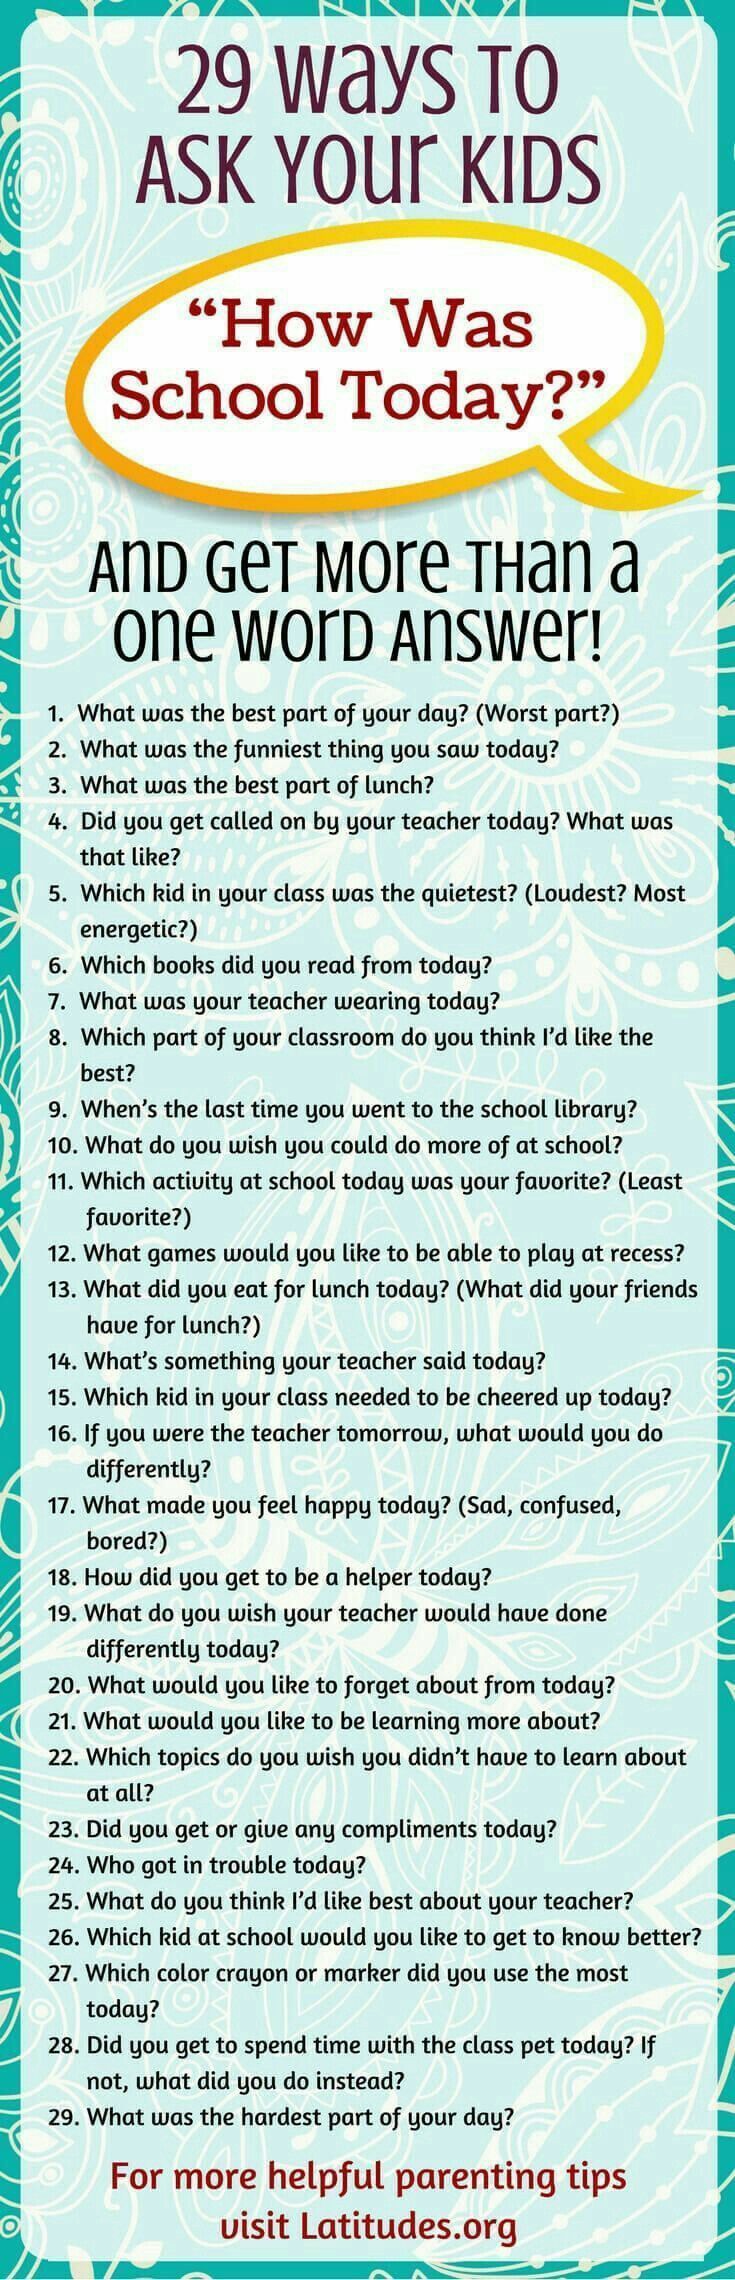 29 Ways To
Ask Your Kids
“How Was
School Today?”
And Get More Than a
One Word Answer!
1. What was the best part of your day? (Worst part?)
2. What was the funniest thing you saw today?
3. What was the best part of lunch?
4. Did you get called on by your teacher today? What was
that like?
5. Which kid in your class was the quietest? (Loudest? Most
energetic?)
6. Which books did you read from today?
7. What was your teacher wearing today?
8. Which part of your classroom do you think I’d like the
best?
9. When’s the last time you went to the school library?
10. What do you wish you could do more of at school?
11. Which activity at school today was your favorite? (Least
favorite?)
12. What games would you like to be able to play at recess?
13. What did you eat for lunch today? (What did your friends
have for lunch?)
14. What’s something your teacher said today?
15. Which kid in your class needed to be cheered up today?
16. If you were the teacher tomorrow, what would you do
differently?
17. What made you feel happy today? (Sad, confused,
bored?)
18. How did you get to be a helper today?
19. What do you wish your teacher would have done
differently today?
20. What would you like to forget about from today?
21. What would you like to be learning more about?
22. Which topics do you wish you didn’t have to learn about
at all?
23. Did you get or give any compliments today?
24. Who got in trouble today?
25. What do you think I’d like best about your teacher?
26. Which kid at school would you like to get to know better?
27. Which color crayon or marker did you use the most
today?
28. Did you get to spend time with the class pet today? If
not, what did you do instead?
29. What was the hardest part of your day?
For more helpful parenting tips
visit Latitudes.org